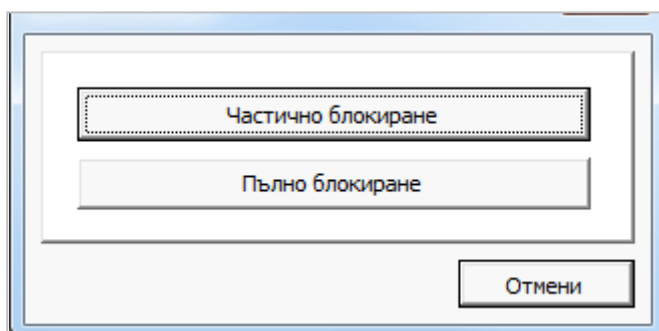 Частично блокиране
Пълно блокиране
Отмени